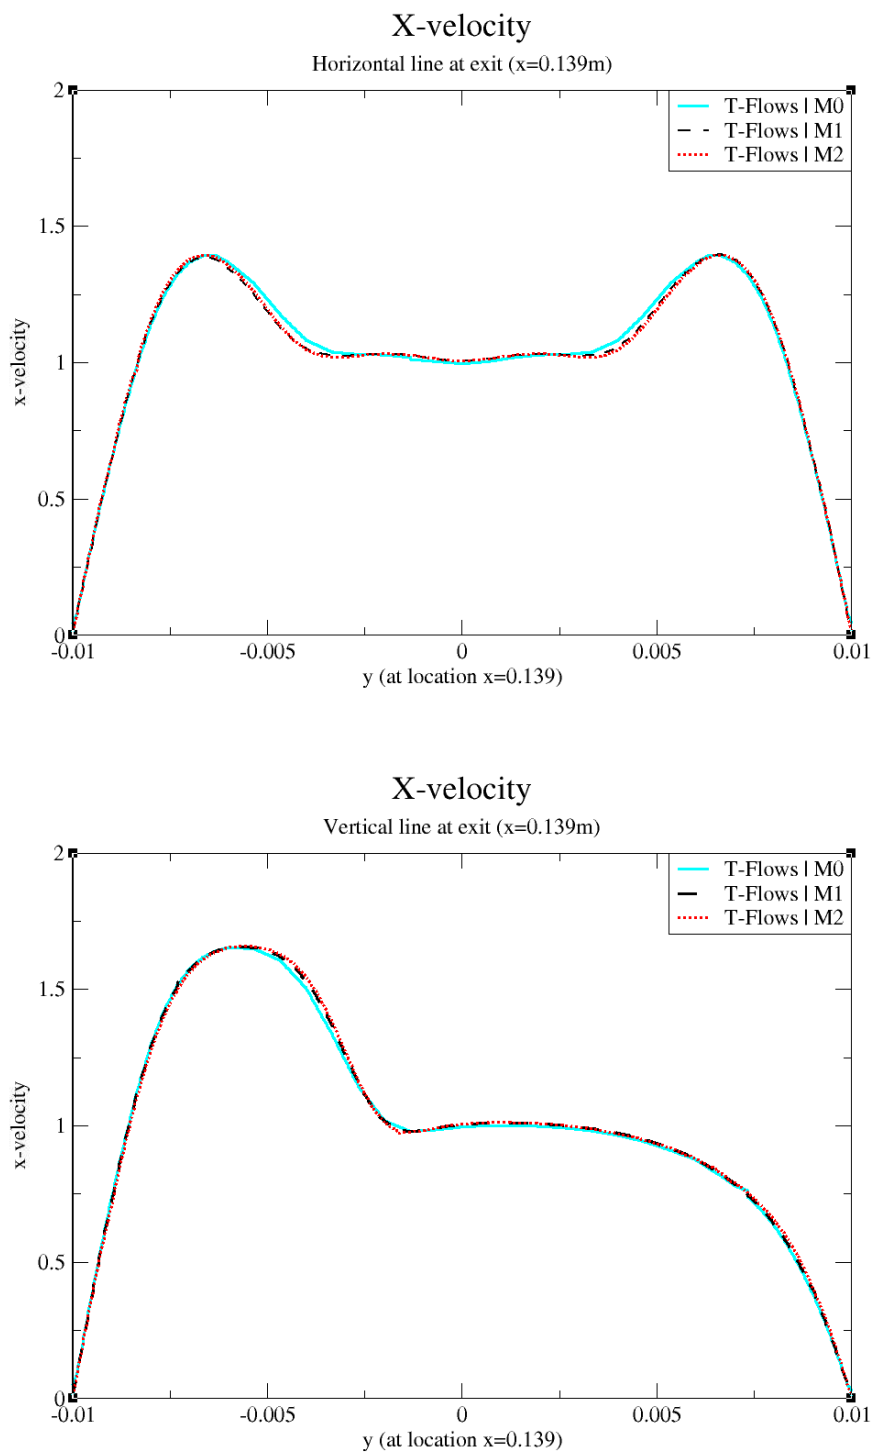 X-velocity
Horizontal line at exit (x=0.139m)
T-Flows | M0
T-Flows | M1
T-Flows | M2
2
1.5
1
0.5
0
x-velocity
-0.01
-0.005
0
0.005
0.01
y (at location x=0.139)
X-velocity
Vertical line at exit (x=0.139m)
T-Flows | M0
T-Flows | M1
T-Flows | M2
2
1.5
1
0.5
0
x-velocity
-0.01
-0.005
0
0.005
0.01
y (at location x=0.139)